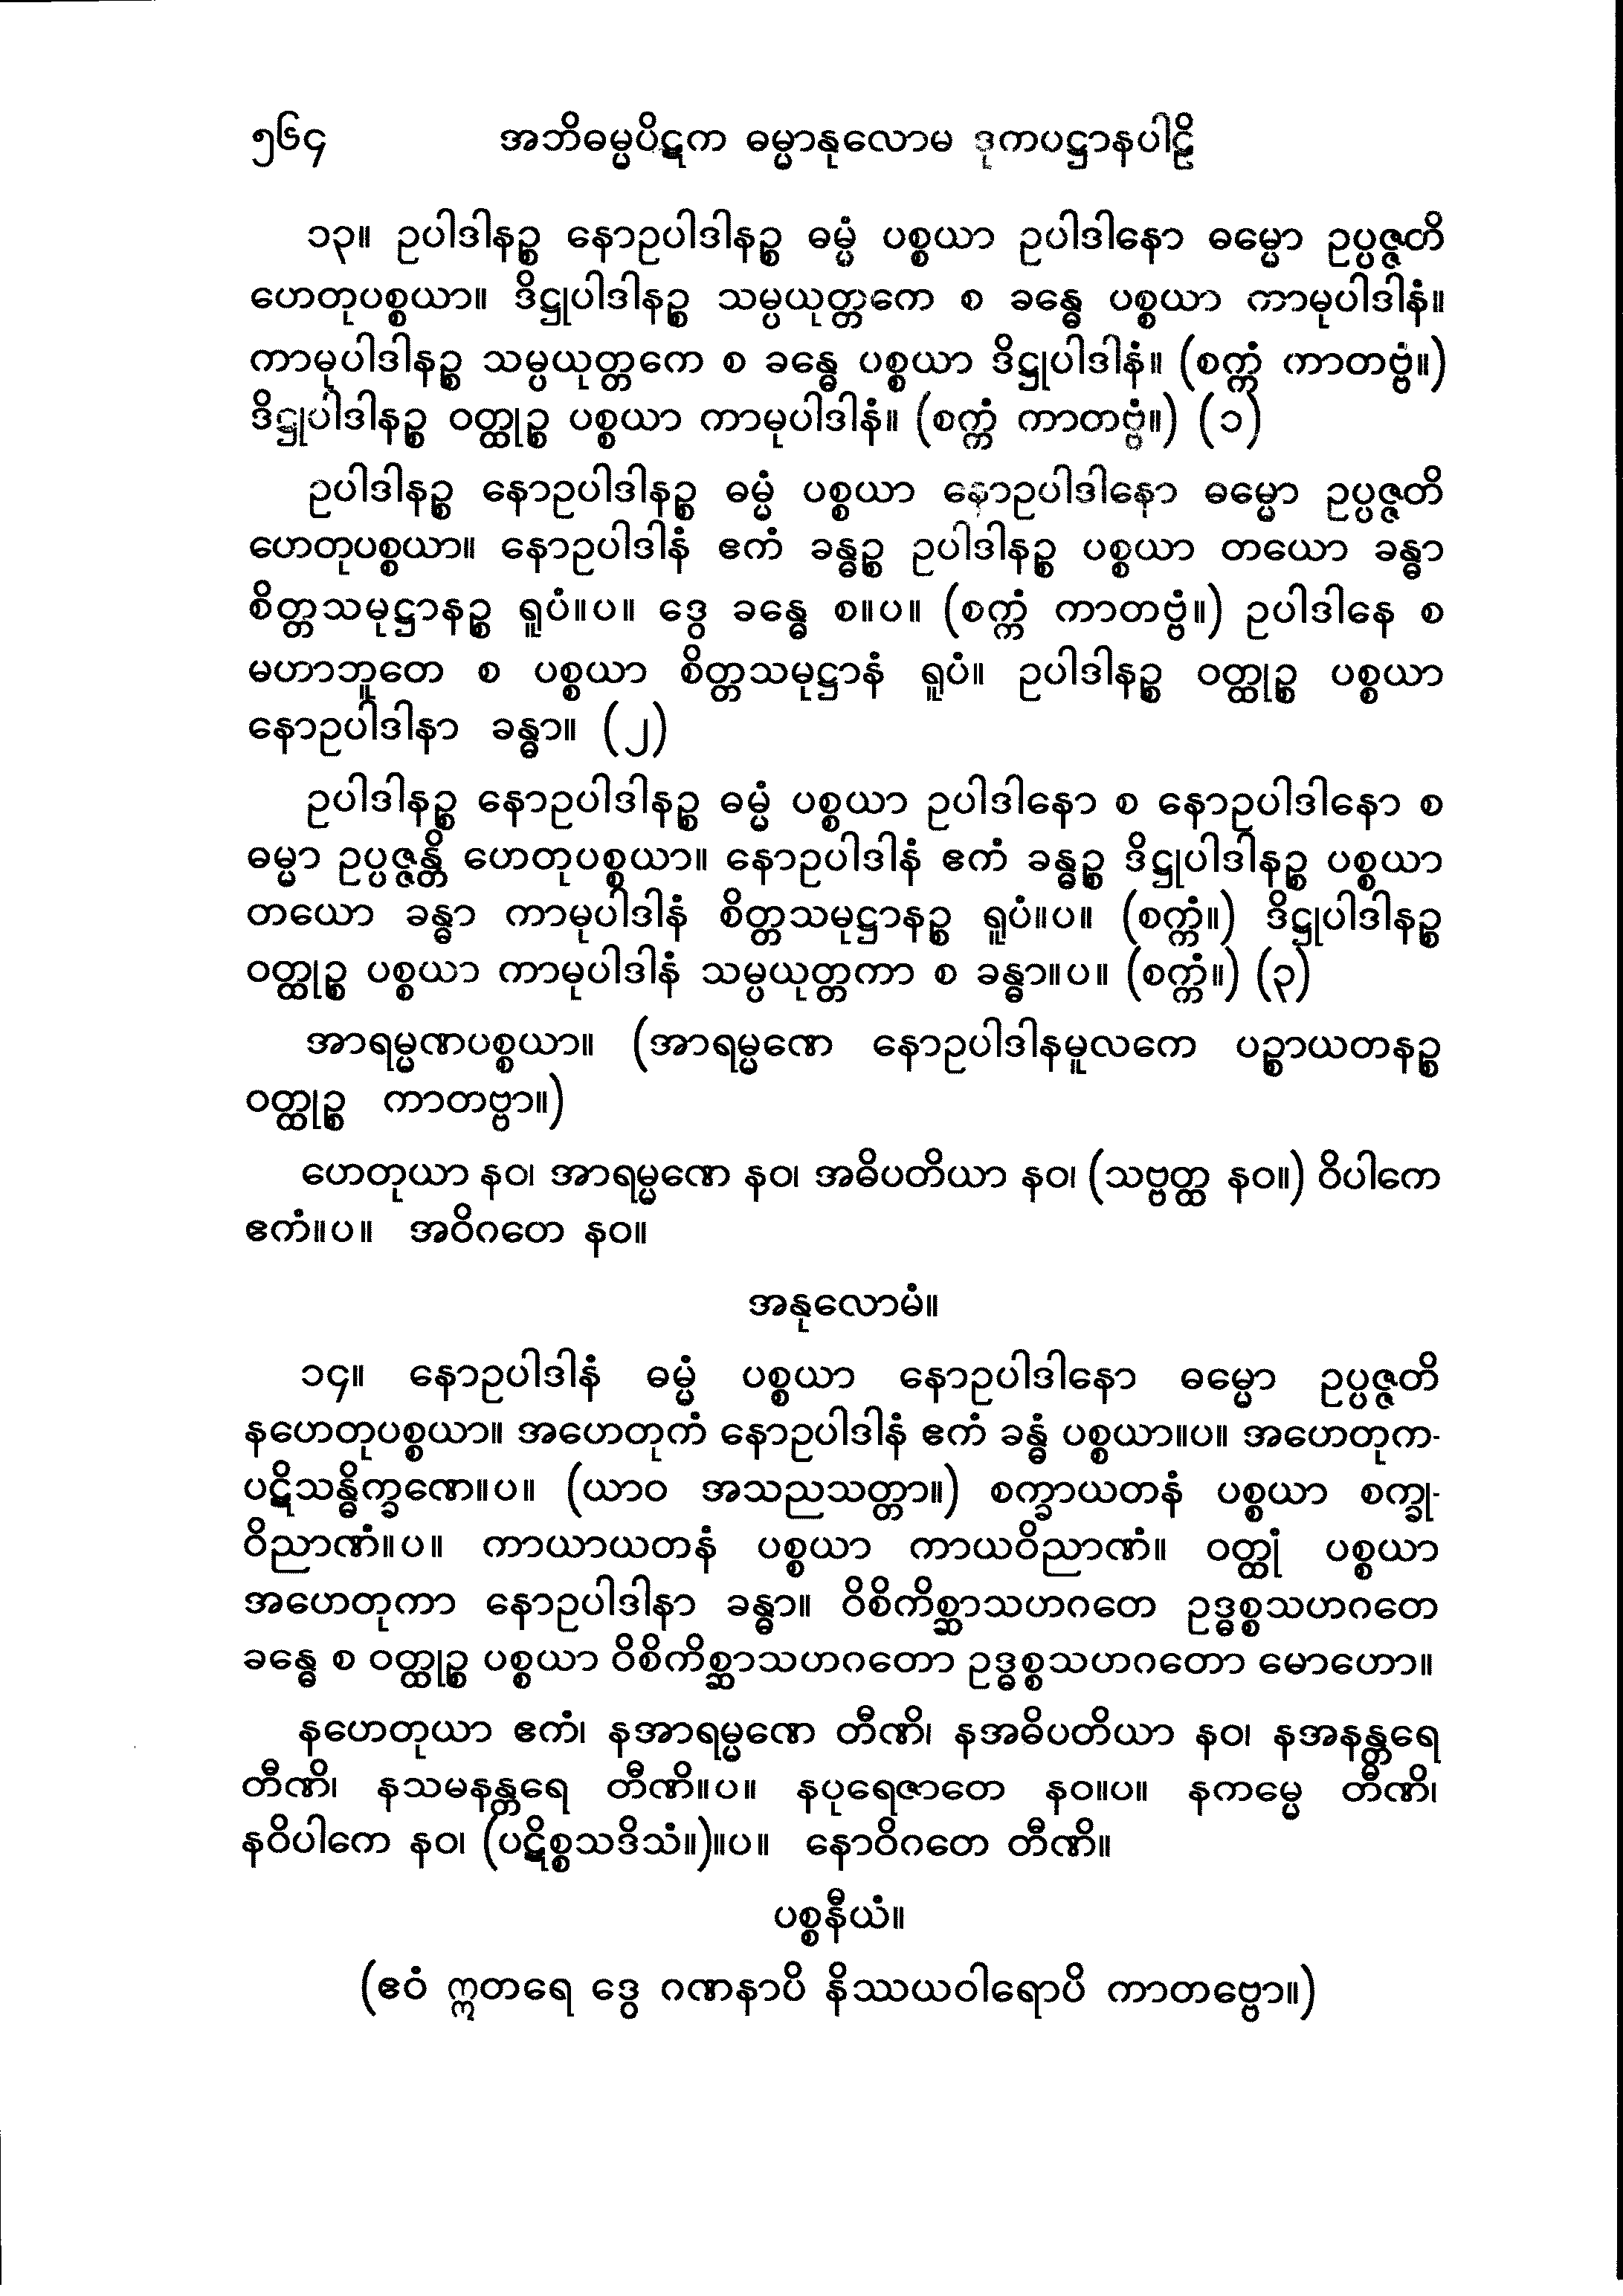 ၅၆၄ အဘိဓမ္မပိဋက ဓမ္မာနုလောမ ဒုကပဋ္ဌာနပါဠိ
၁၃။ ဥပါဒါနဉ္စ နောဥပါဒါနဉ္စ ဓမ္မံ ပစ္စယာ ဥပါဒါနော ဓမ္မော ဥပ္ပဇ္ဇတိ
ဟေတုပစ္စယာ။ ဒိဋ္ဌုပါဒါနဉ္စ သမ္ပယုတ္တကေ စ ခန္ဓေ ပစ္စယာ ကာမုပါဒါနံ။
ကာမုပါဒါနဉ္စ သမ္ပယုတ္တကေ စ ခန္ဓေ ပစ္စယာ ဒိဋ္ဌုပါဒါနံ။ (စက္ကံ ကာတဗ္ဗံ။)
ဒိဋ္ဌုပါဒါနဉ္စ ဝတ္ထုဉ္စ ပစ္စယာ ကာမုပါဒါနံ။ (စက္ကံ ကာတဗ္ဗံ။) (၁)
ဥပါဒါနဉ္စ နောဥပါဒါနဉ္စ ဓမ္မံ ပစ္စယာ နောဥပါဒါနော ဓမ္မော ဥပ္ပဇ္ဇတိ
ဟေတုပစ္စယာ။ နောဥပါဒါနံ ဧကံ ခန္ဓဉ္စ ဥပါဒါနဉ္စ ပစ္စယာ တယော ခန္ဓာ
စိတ္တသမုဋ္ဌာနဉ္စ ရူပံ။ပ။ ဒွေ ခန္ဓေ စ။ပ။ (စက္ကံ ကာတဗ္ဗံ။) ဥပါဒါနေ စ
မဟာဘူတေ စ ပစ္စယာ စိတ္တသမုဋ္ဌာနံ ရူပံ။ ဥပါဒါနဉ္စ ဝတ္ထုဉ္စ ပစ္စယာ
နောဥပါဒါနာ ခန္ဓာ။ (၂)
ဥပါဒါနဉ္စ နောဥပါဒါနဉ္စ ဓမ္မံ ပစ္စယာ ဥပါဒါနော စ နောဥပါဒါနော စ
ဓမ္မာ ဥပ္ပဇ္ဇန္တိ ဟေတုပစ္စယာ။ နောဥပါဒါနံ ဧကံ ခန္ဓဉ္စ ဒိဋ္ဌုပါဒါနဉ္စ ပစ္စယာ
တယော ခန္ဓာ ကာမုပါဒါနံ စိတ္တသမုဋ္ဌာနဉ္စ ရူပံ။ပ။ (စက္ကံ။) ဒိဋ္ဌုပါဒါနဉ္စ
ဝတ္ထုဉ္စ ပစ္စယာ ကာမုပါဒါနံ သမ္ပယုတ္တကာ စ ခန္ဓာ။ပ။ (စက္ကံ။) (၃)
အာရမ္မဏပစ္စယာ။ (အာရမ္မဏေ နောဥပါဒါနမူလကေ ပဉ္စာယတနဉ္စ
ဝတ္ထုဉ္စ ကာတဗ္ဗာ။)
ဟေတုယာ နဝ၊ အာရမ္မဏေ နဝ၊ အဓိပတိယာ နဝ၊ (သဗ္ဗတ္ထ နဝ။) ဝိပါကေ
ဧကံ။ပ။ အဝိဂတေ နဝ။
အနုလောမံ။
၁၄။ နောဥပါဒါနံ ဓမ္မံ ပစ္စယာ နောဥပါဒါနော ဓမ္မော ဥပ္ပဇ္ဇတိ
နဟေတုပစ္စယာ။ အဟေတုကံ နောဥပါဒါနံ ဧကံ ခန္ဓံ ပစ္စယာ။ပ။ အဟေတုက-
ပဋိသန္ဓိက္ခဏေ။ပ။ (ယာဝ အသညသတ္တာ။) စက္ခာယတနံ ပစ္စယာ စက္ခု-
ဝိညာဏံ။ပ။ ကာယာယတနံ ပစ္စယာ ကာယဝိညာဏံ။ ဝတ္ထုံ ပစ္စယာ
အဟေတုကာ နောဥပါဒါနာ ခန္ဓာ။ ဝိစိကိစ္ဆာသဟဂတေ ဥဒ္ဓစ္စသဟဂတေ
ခန္ဓေ စ ဝတ္ထုဉ္စ ပစ္စယာ ဝိစိကိစ္ဆာသဟဂတော ဥဒ္ဓစ္စသဟဂတော မောဟော။
နဟေတုယာ ဧကံ၊ နအာရမ္မဏေ တီဏိ၊ နအဓိပတိယာ နဝ၊ နအနန္တရေ
တီဏိ၊ နသမနန္တရေ တီဏိ။ပ။ နပုရေဇာတေ နဝ။ပ။ နကမ္မေ တီဏိ၊
နဝိပါကေ နဝ၊ (ပဋိစ္စသဒိသံ။)။ပ။ နောဝိဂတေ တီဏိ။
ပစ္စနီယံ။
(ဧဝံ ဣတရေ ဒွေ ဂဏနာပိ နိဿယဝါရောပိ ကာတဗ္ဗော။)